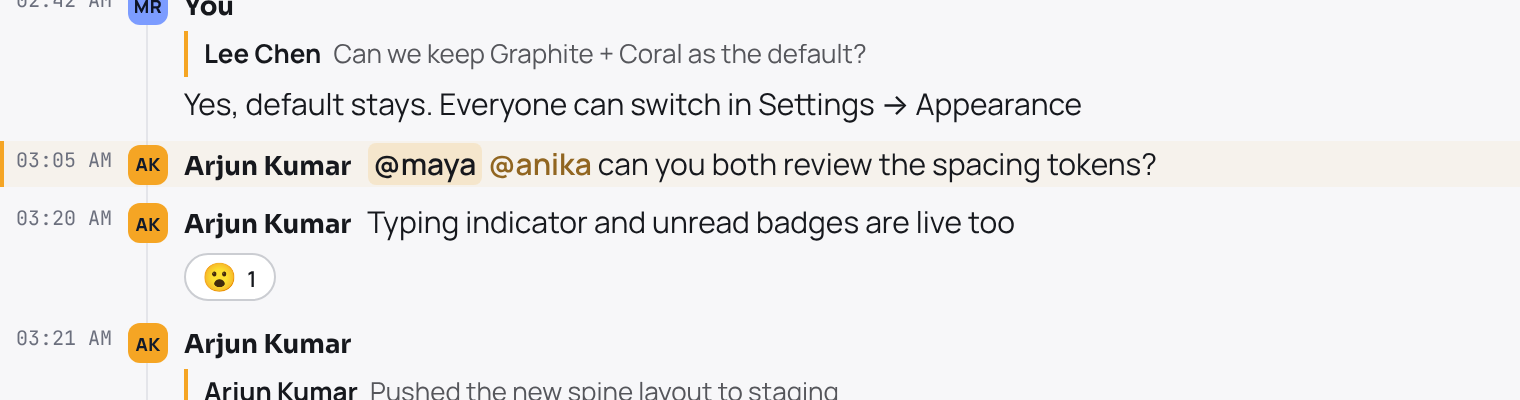 02:42 AM MR You
Lee Chen Can we keep Graphite + Coral as the default?
Yes, default stays. Everyone can switch in Settings → Appearance
03:05 AM AK Arjun Kumar @maya @anika can you both review the spacing tokens?
03:20 AM AK Arjun Kumar Typing indicator and unread badges are live too
😮 1
03:21 AM AK Arjun Kumar
Arjun Kumar Pushed the new spine layout to staging